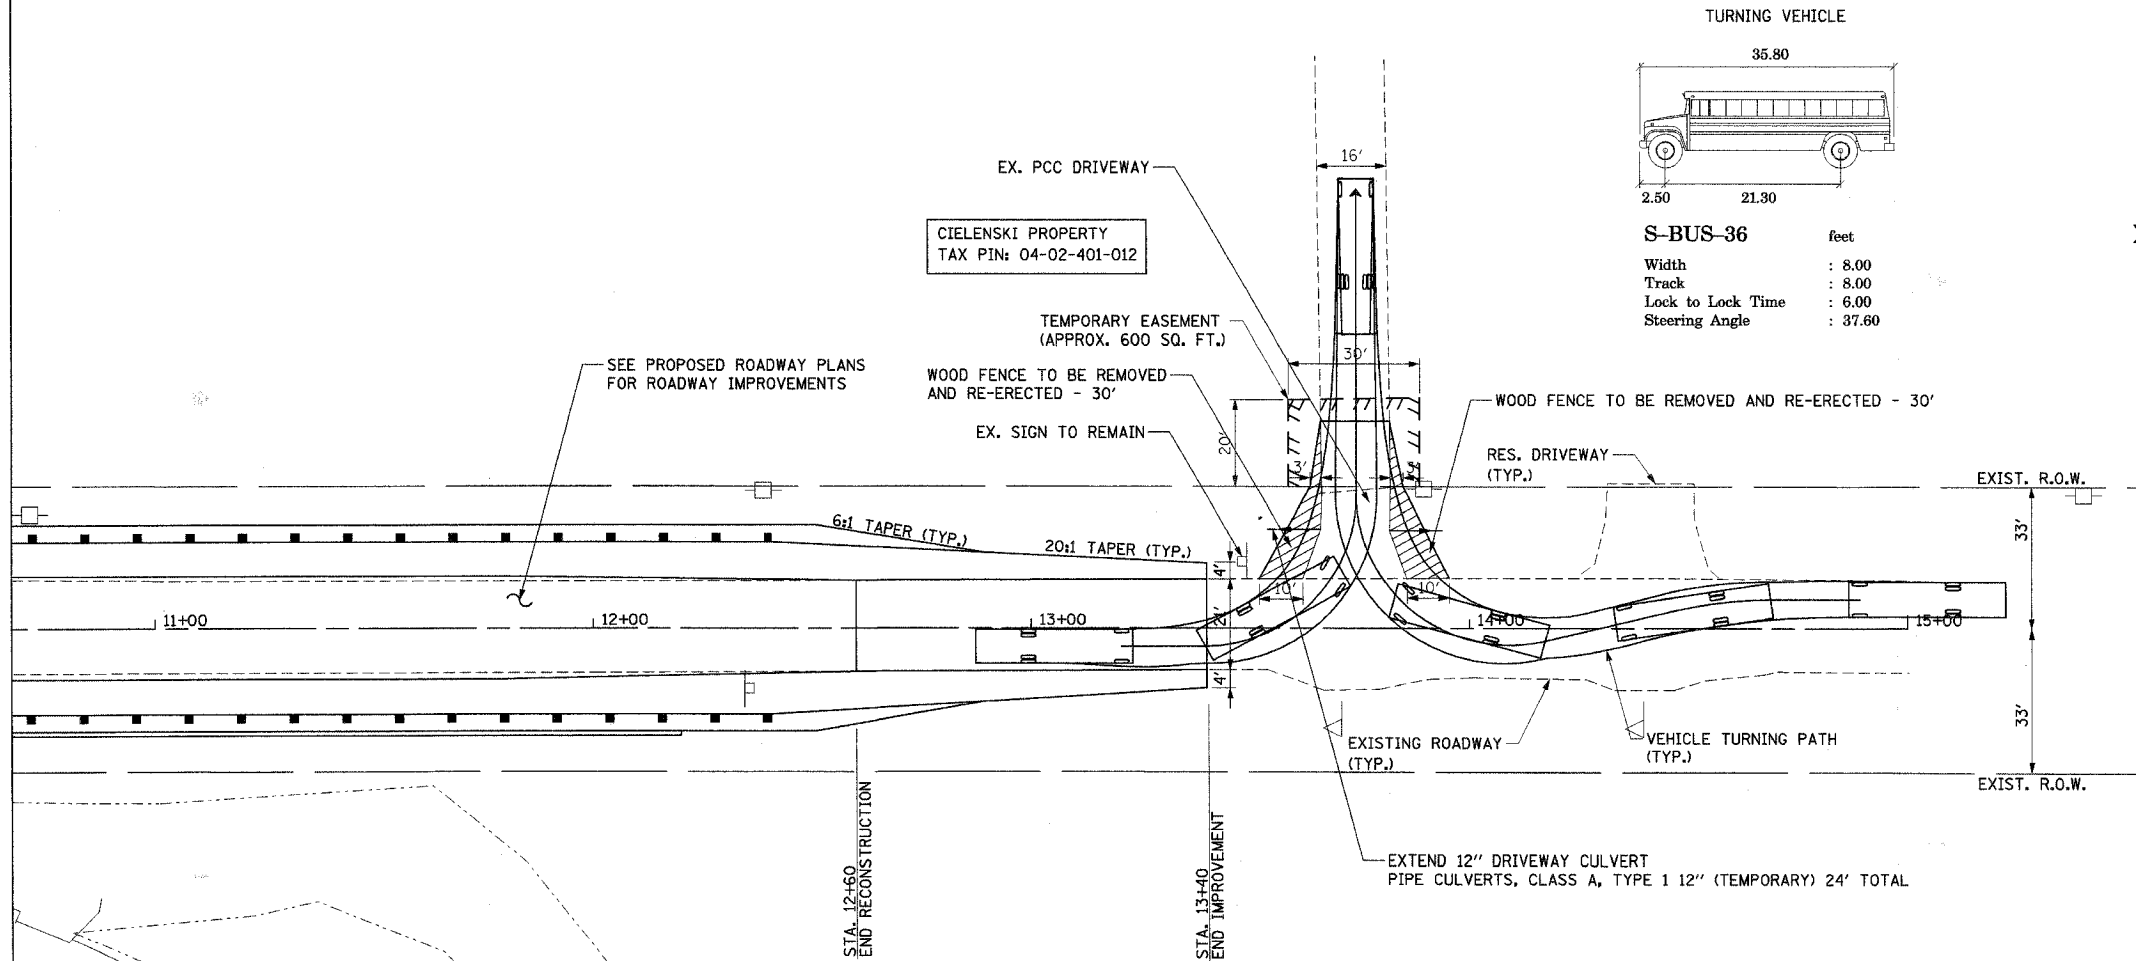 TURNING VEHICLE
35.80
2.50
21.30
S-BUS-36
feet
Width : 8.00
Track : 8.00
Lock to Lock Time : 6.00
Steering Angle : 37.60
16'
EX. PCC DRIVEWAY
CIELENSKI PROPERTY
TAX PIN: 04-02-401-012
TEMPORARY EASEMENT
(APPROX. 600 SQ. FT.)
30'
SEE PROPOSED ROADWAY PLANS
FOR ROADWAY IMPROVEMENTS
WOOD FENCE TO BE REMOVED
AND RE-ERECTED - 30'
WOOD FENCE TO BE REMOVED AND RE-ERECTED - 30'
EX. SIGN TO REMAIN
20'
3'
RES. DRIVEWAY
(TYP.)
EXIST. R.O.W.
33'
6:1 TAPER (TYP.)
20:1 TAPER (TYP.)
4'
10'
10'
11+00
12+00
13+00
14+00
15+00
21'
4'
33'
EXISTING ROADWAY
(TYP.)
VEHICLE TURNING PATH
(TYP.)
EXIST. R.O.W.
STA. 12+60
END RECONSTRUCTION
STA. 13+40
END IMPROVEMENT
EXTEND 12" DRIVEWAY CULVERT
PIPE CULVERTS, CLASS A, TYPE 1 12" (TEMPORARY) 24' TOTAL